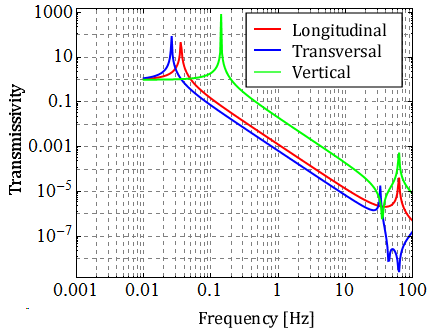 1000
10
0.1
0.001
10⁻⁵
10⁻⁷
Transmissivity
Longitudinal
Transversal
Vertical
0.001 0.01 0.1 1 10 100
Frequency [Hz]